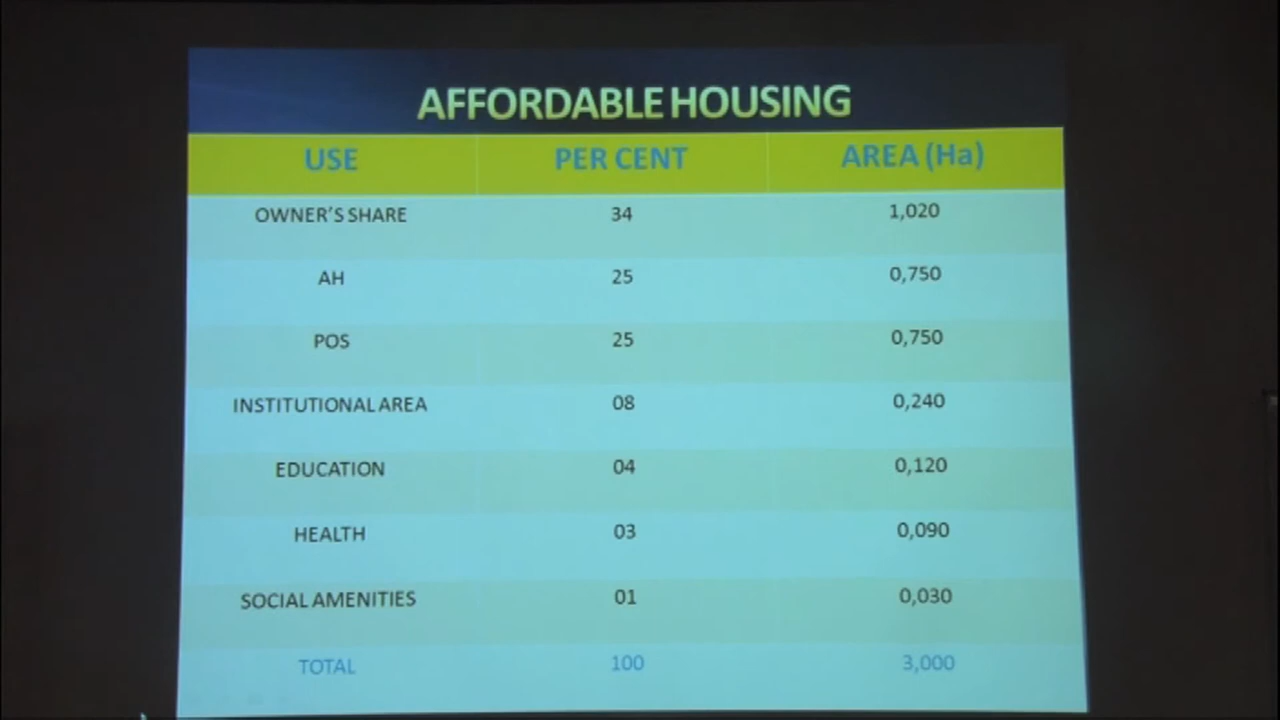 AFFORDABLE HOUSING
USE PER CENT AREA (Ha)
OWNER'S SHARE 34 1,020
AH 25 0,750
POS 25 0,750
INSTITUTIONAL AREA 08 0,240
EDUCATION 04 0,120
HEALTH 03 0,090
SOCIAL AMENITIES 01 0,030
TOTAL 100 3,000